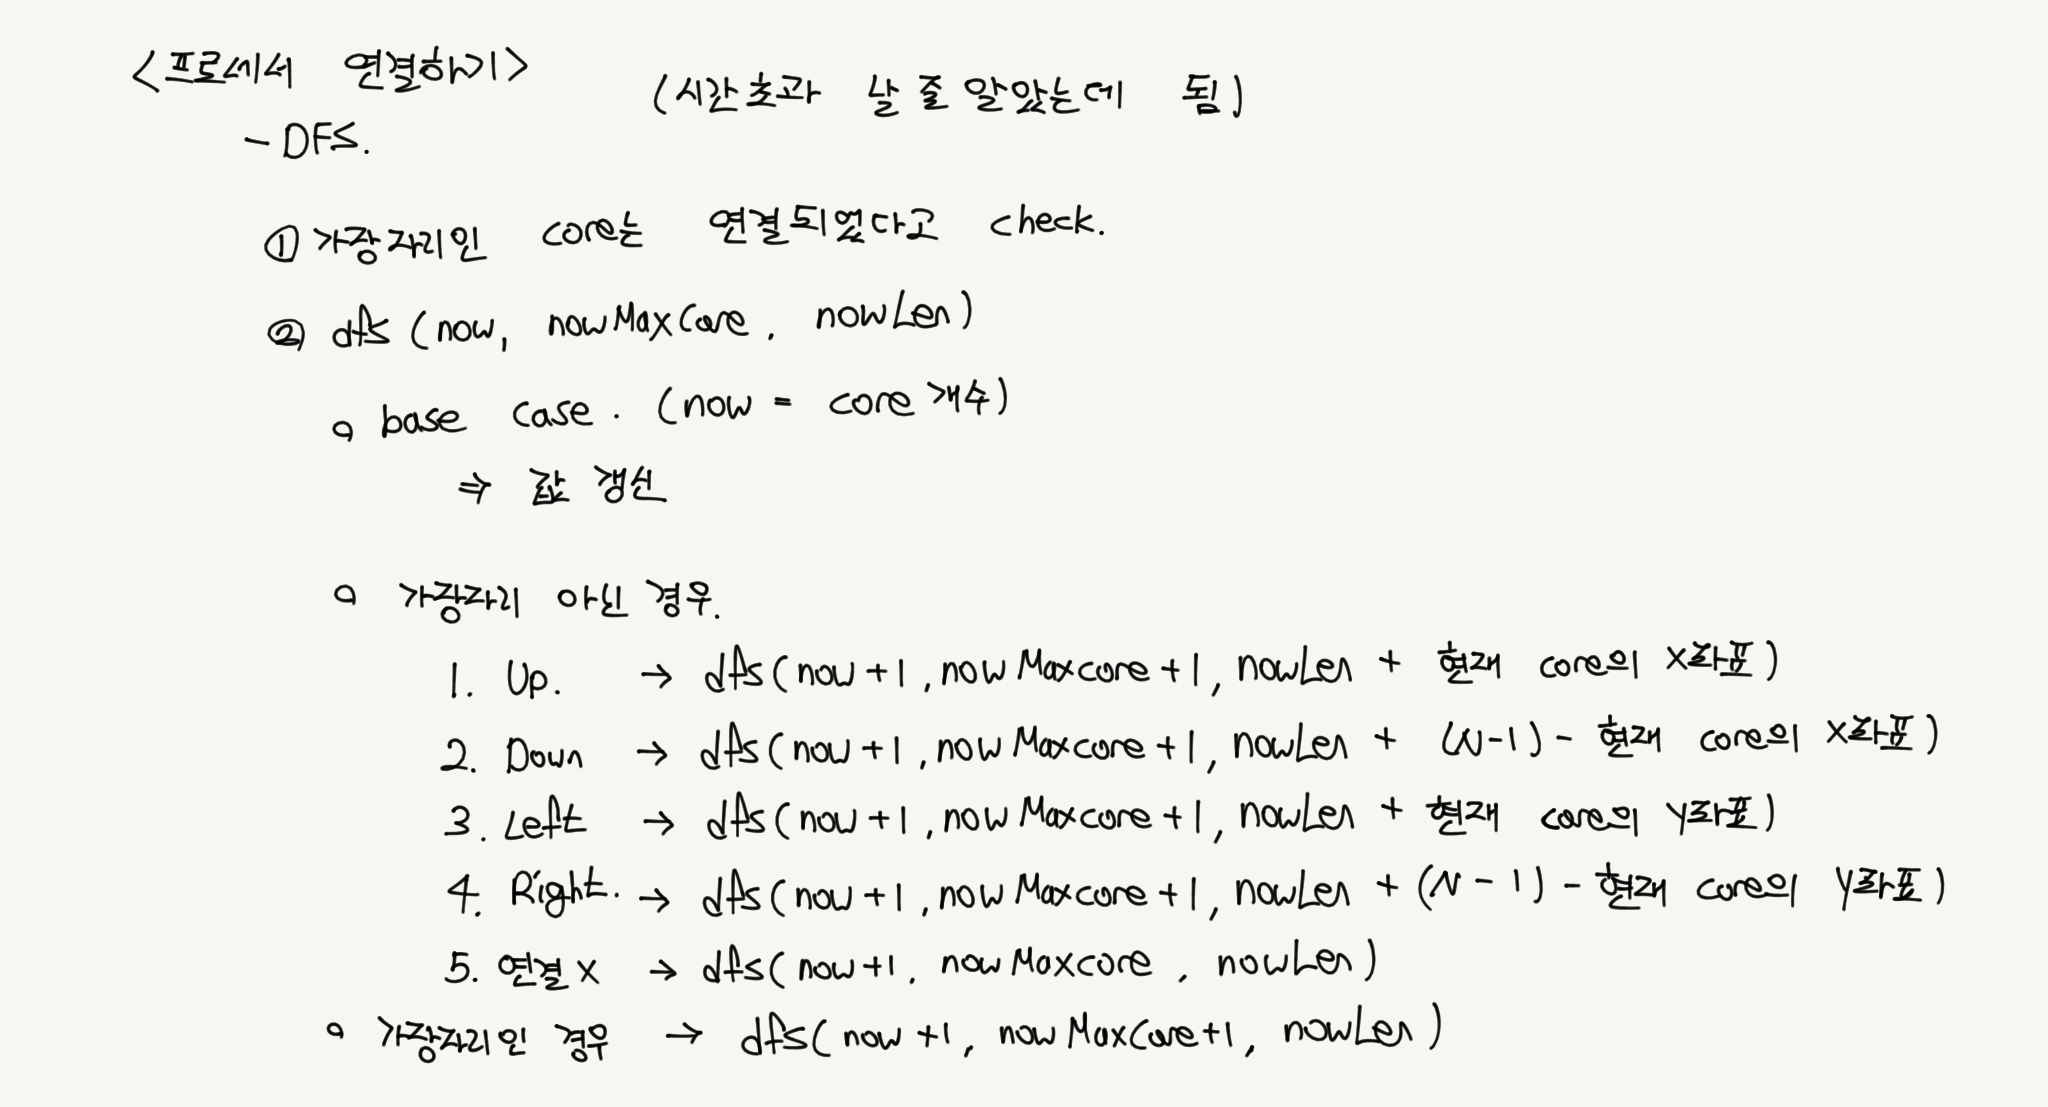 <프로세서 연결하기>
(시간초과 날 줄 알았는데 됨)
- DFS.
① 가장자리인 core는 연결되었다고 check.
② dfs (now, nowMaxCore, nowLen)
o base case. (now = core 개수)
⇒ 값 갱신
o 가장자리 아닌 경우.
1. Up. → dfs(now+1, nowMaxcore+1, nowLen + 현재 core의 X좌표)
2. Down → dfs(now+1, nowMaxcore+1, nowLen + (N-1) - 현재 core의 X좌표)
3. Left → dfs(now+1, nowMaxcore+1, nowLen + 현재 core의 Y좌표)
4. Right. → dfs(now+1, nowMaxcore+1, nowLen + (N-1) - 현재 core의 Y좌표)
5. 연결 X → dfs(now+1, nowMaxcore, nowLen)
o 가장자리인 경우 → dfs(now+1, nowMaxCore+1, nowLen)